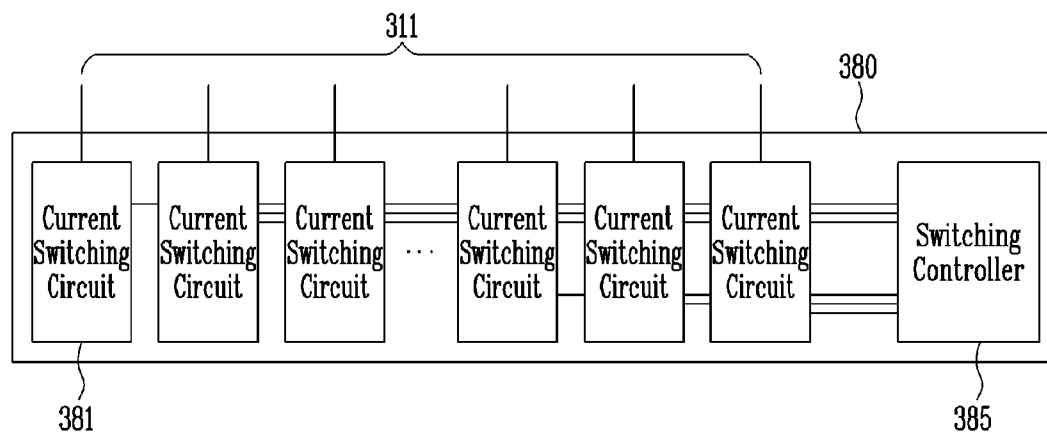 311
380
Current
Switching
Circuit
Current
Switching
Circuit
Current
Switching
Circuit
...
Current
Switching
Circuit
Current
Switching
Circuit
Current
Switching
Circuit
Switching
Controller
381
385